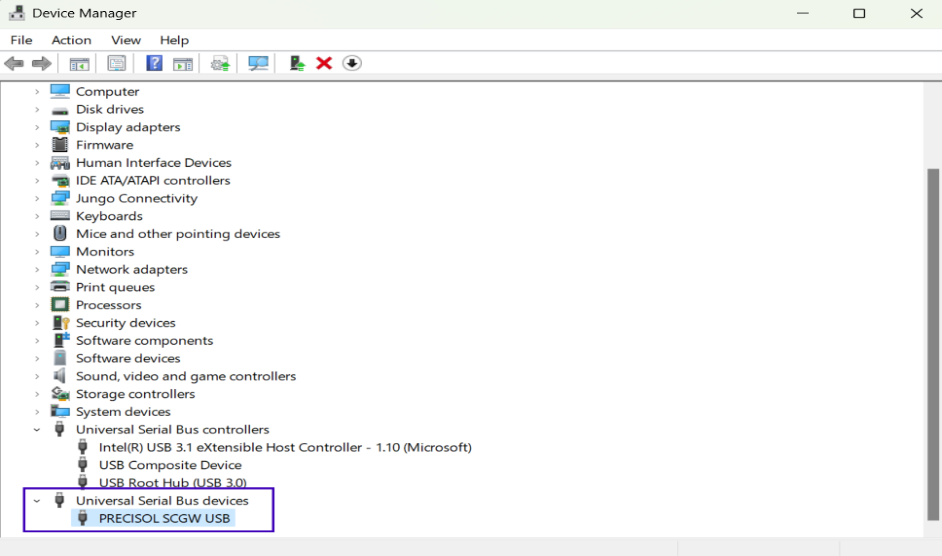 Device Manager
File Action View Help
Computer
Disk drives
Display adapters
Firmware
Human Interface Devices
IDE ATA/ATAPI controllers
Jungo Connectivity
Keyboards
Mice and other pointing devices
Monitors
Network adapters
Print queues
Processors
Security devices
Software components
Software devices
Sound, video and game controllers
Storage controllers
System devices
Universal Serial Bus controllers
Intel(R) USB 3.1 eXtensible Host Controller - 1.10 (Microsoft)
USB Composite Device
USB Root Hub (USB 3.0)
Universal Serial Bus devices
PRECISOL SCGW USB